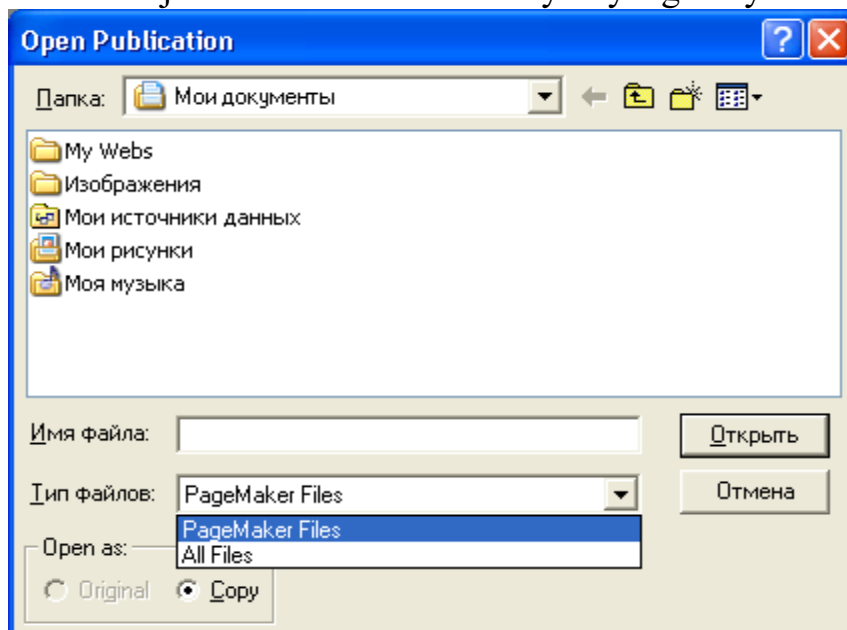 Open Publication
Папка: Мои документы
My Webs
Изображения
Мои источники данных
Мои рисунки
Моя музыка
Имя файла: Открыть
Тип файлов: PageMaker Files Отмена
PageMaker Files
All Files
Open as:
Original Copy